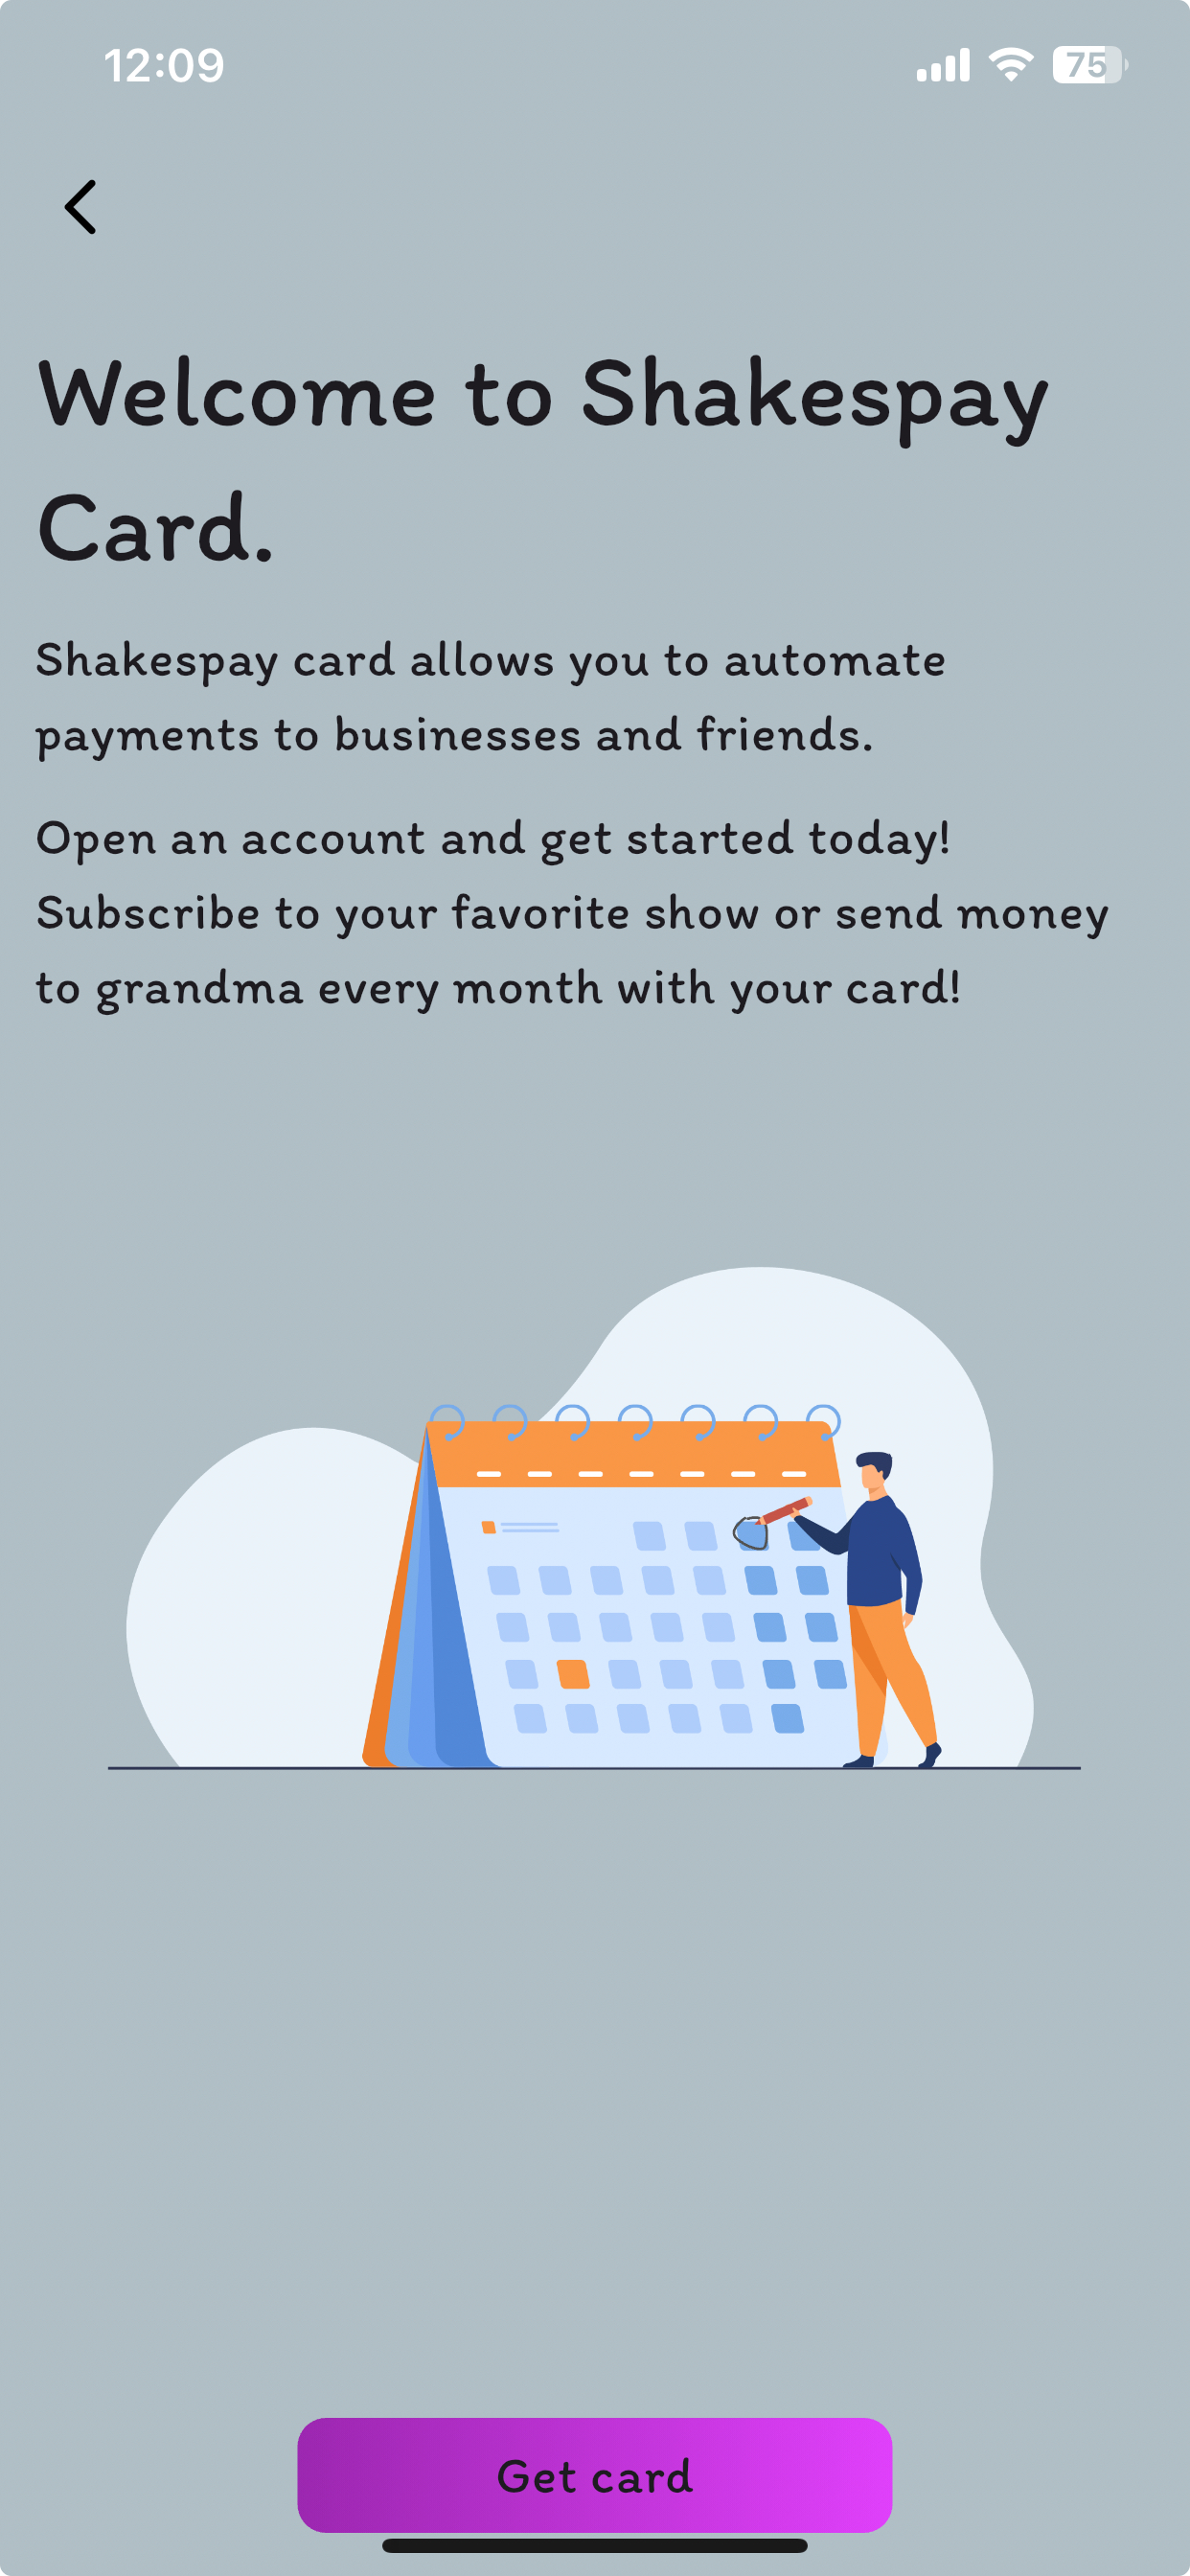 12:09
75
Welcome to Shakespay
Card.
Shakespay card allows you to automate
payments to businesses and friends.
Open an account and get started today!
Subscribe to your favorite show or send money
to grandma every month with your card!
Get card